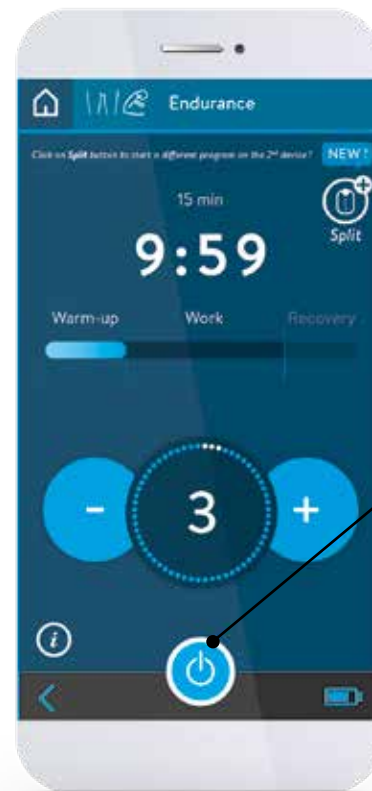 Endurance
Click on Split button to start a different program on the 2nd device !
NEW !
15 min
Split
9:59
Warm-up Work Recovery
- 3 +
i